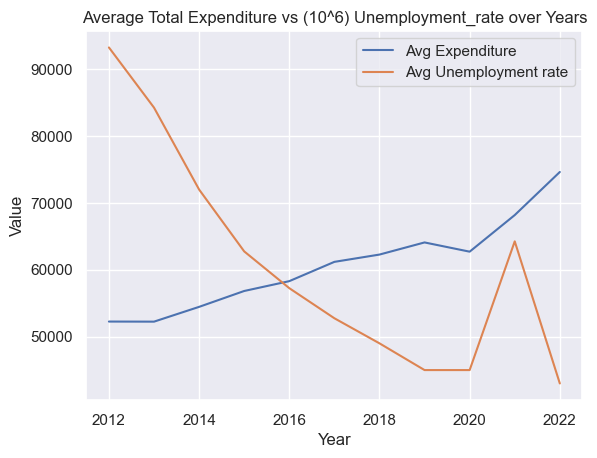 Average Total Expenditure vs (10^6) Unemployment_rate over Years
Avg Expenditure
Avg Unemployment rate
Value
90000
80000
70000
60000
50000
2012
2014
2016
2018
2020
2022
Year